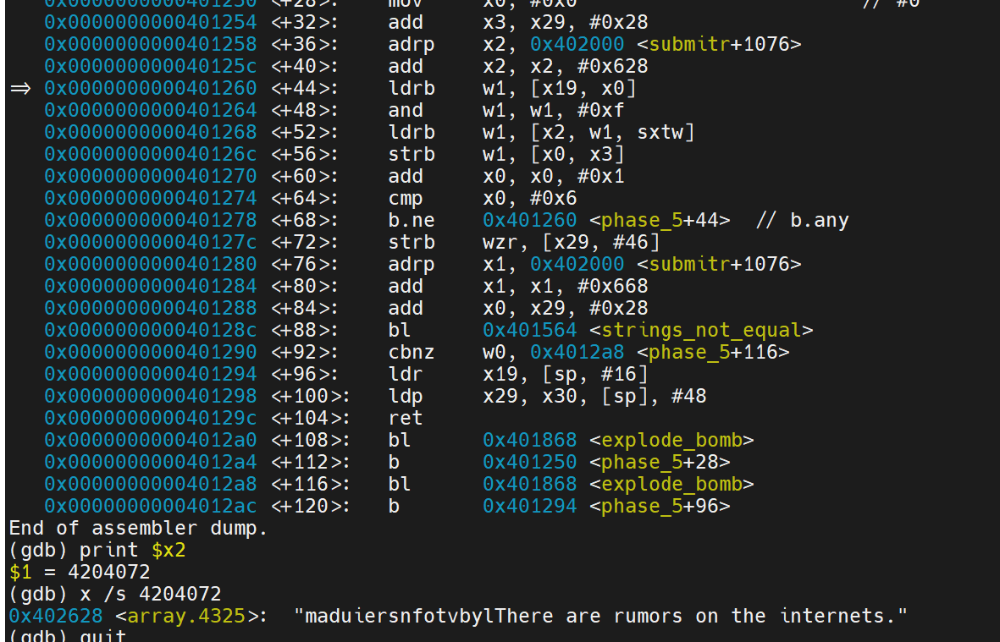 0x0000000000401250 <+28>: mov x0, #0x0 // #0
0x0000000000401254 <+32>: add x3, x29, #0x28
0x0000000000401258 <+36>: adrp x2, 0x402000 <submitr+1076>
0x000000000040125c <+40>: add x2, x2, #0x628
=> 0x0000000000401260 <+44>: ldrb w1, [x19, x0]
0x0000000000401264 <+48>: and w1, w1, #0xf
0x0000000000401268 <+52>: ldrb w1, [x2, w1, sxtw]
0x000000000040126c <+56>: strb w1, [x0, x3]
0x0000000000401270 <+60>: add x0, x0, #0x1
0x0000000000401274 <+64>: cmp x0, #0x6
0x0000000000401278 <+68>: b.ne 0x401260 <phase_5+44> // b.any
0x000000000040127c <+72>: strb wzr, [x29, #46]
0x0000000000401280 <+76>: adrp x1, 0x402000 <submitr+1076>
0x0000000000401284 <+80>: add x1, x1, #0x668
0x0000000000401288 <+84>: add x0, x29, #0x28
0x000000000040128c <+88>: bl 0x401564 <strings_not_equal>
0x0000000000401290 <+92>: cbnz w0, 0x4012a8 <phase_5+116>
0x0000000000401294 <+96>: ldr x19, [sp, #16]
0x0000000000401298 <+100>: ldp x29, x30, [sp], #48
0x000000000040129c <+104>: ret
0x00000000004012a0 <+108>: bl 0x401868 <explode_bomb>
0x00000000004012a4 <+112>: b 0x401250 <phase_5+28>
0x00000000004012a8 <+116>: bl 0x401868 <explode_bomb>
0x00000000004012ac <+120>: b 0x401294 <phase_5+96>
End of assembler dump.
(gdb) print $x2
$1 = 4204072
(gdb) x /s 4204072
0x402628 <array.4325>: "maduiersnfotvbylThere are rumors on the internets."
(gdb) quit